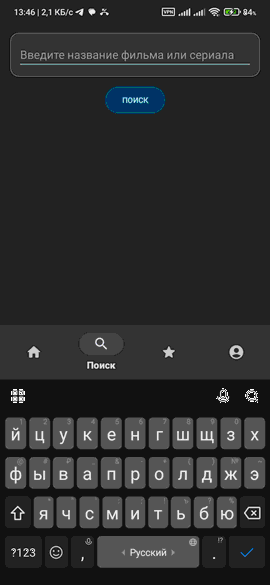 13:46 | 2,1 КБ/с
VPN
84%
Введите название фильма или сериала
поиск
Поиск
й ц у к е н г ш щ з х
ф ы в а п р о л д ж э
я ч с м и т ь б ю
?123 , Русский .